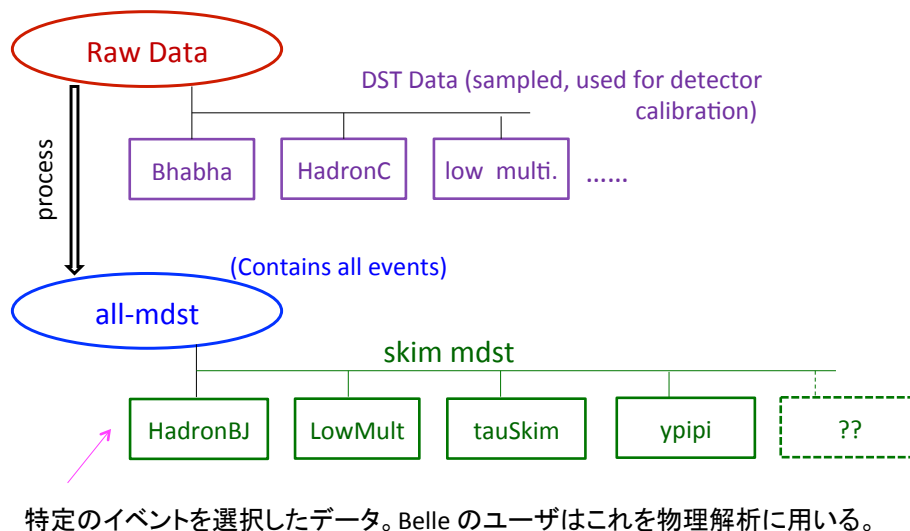 Raw Data
DST Data (sampled, used for detector
calibration)
process
Bhabha
HadronC
low multi.
......
(Contains all events)
all-mdst
skim mdst
HadronBJ
LowMult
tauSkim
ypipi
??
特定のイベントを選択したデータ。Belle のユーザはこれを物理解析に用いる。